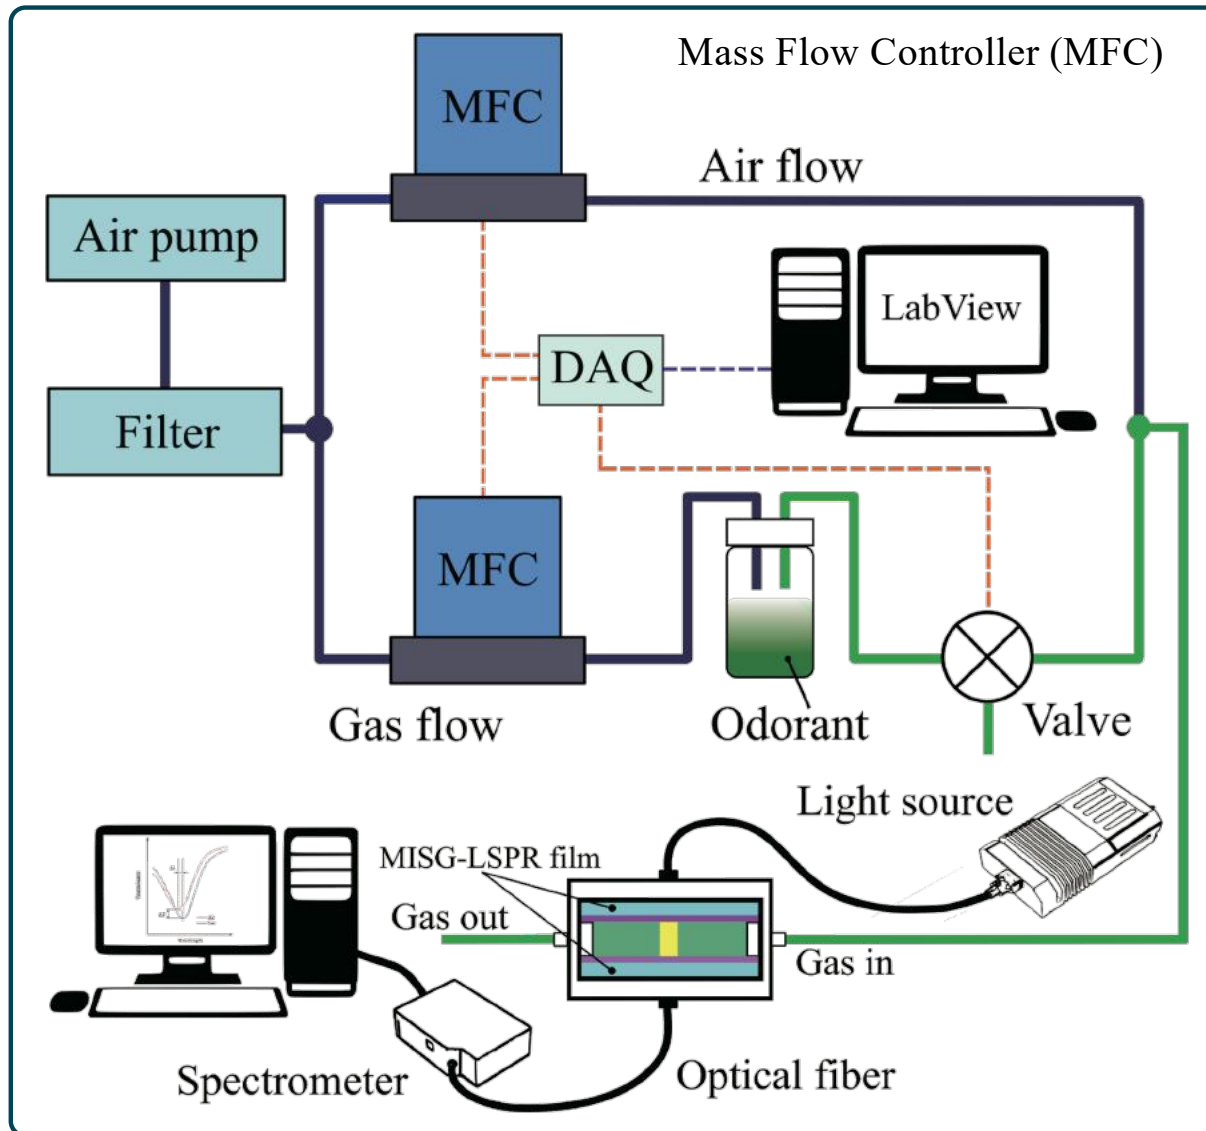 Mass Flow Controller (MFC)
MFC
Air flow
Air pump
LabView
DAQ
Filter
MFC
Gas flow
Odorant
Valve
Light source
MISG-LSPR film
Gas out
Gas in
Spectrometer
Optical fiber